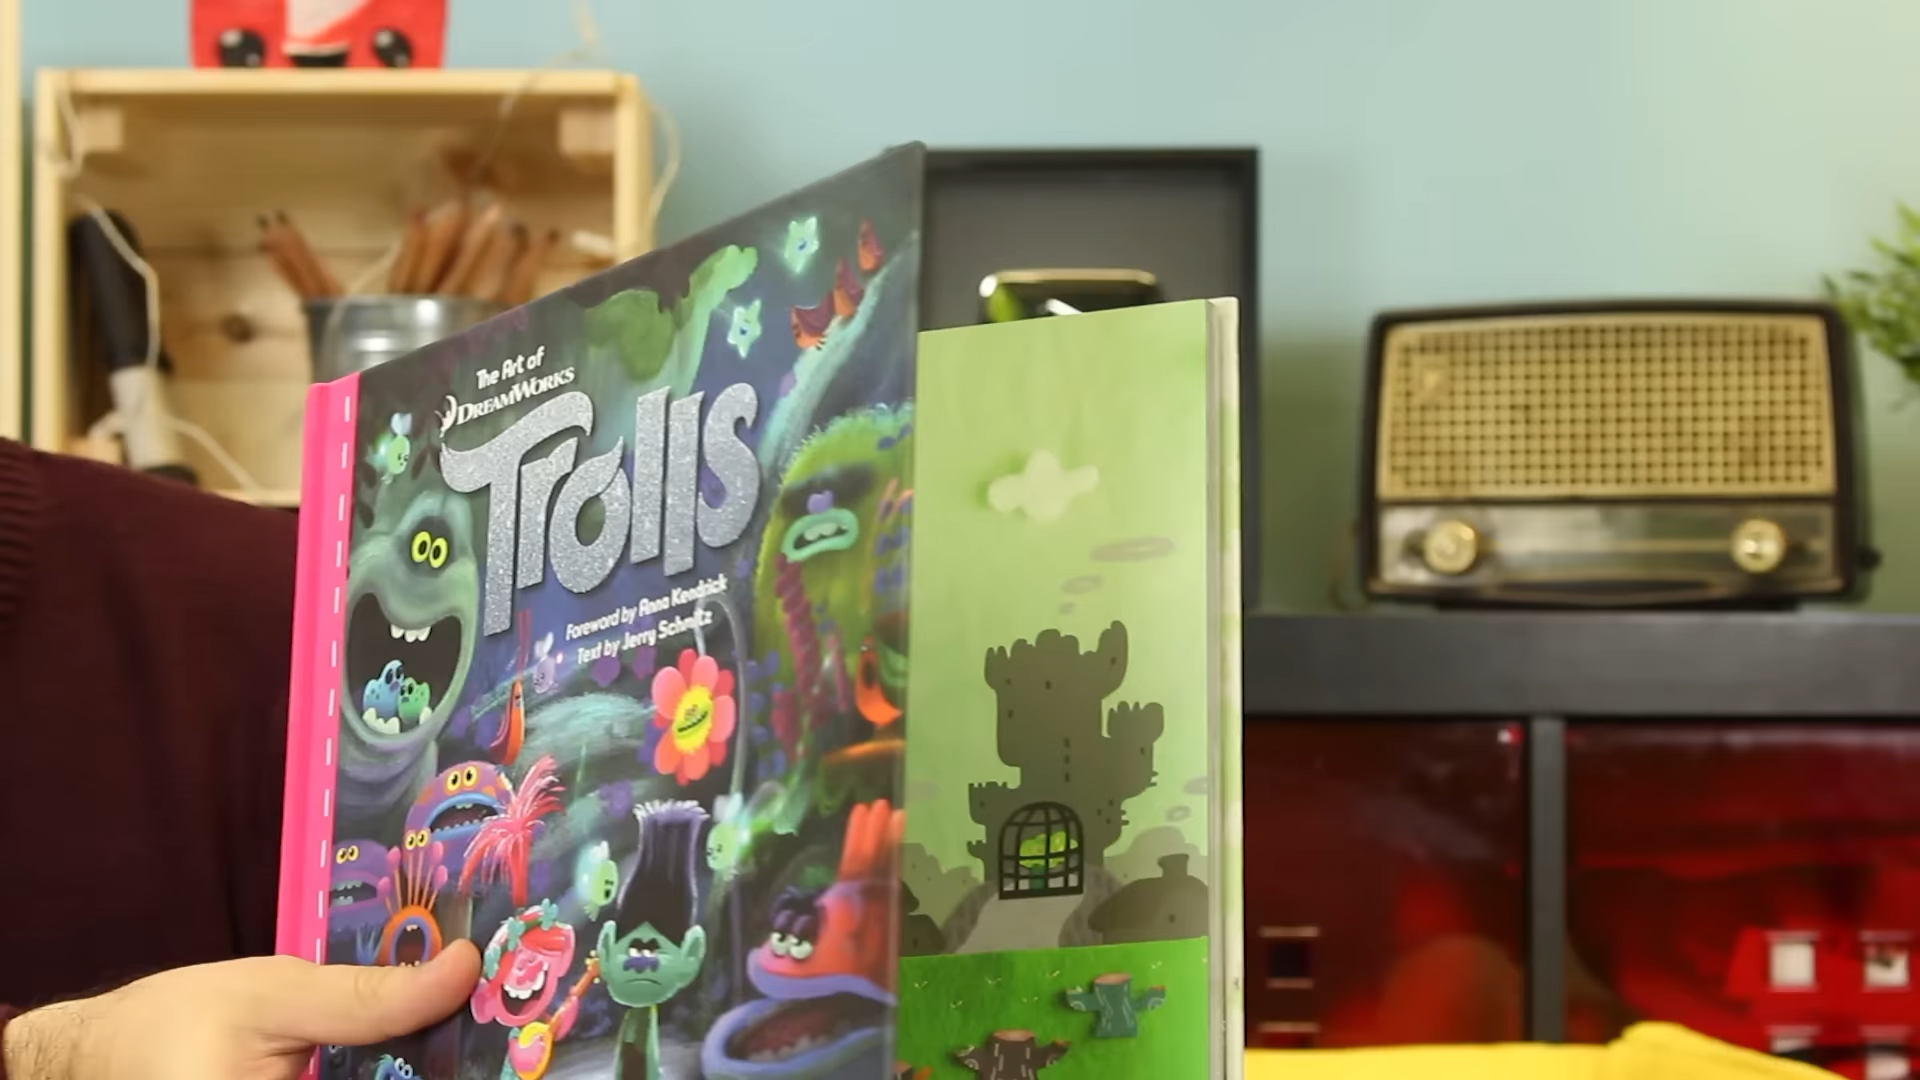 The Art of
DREAMWORKS
Trolls
Foreword by Anna Kendrick
Text by Jerry Schmitz